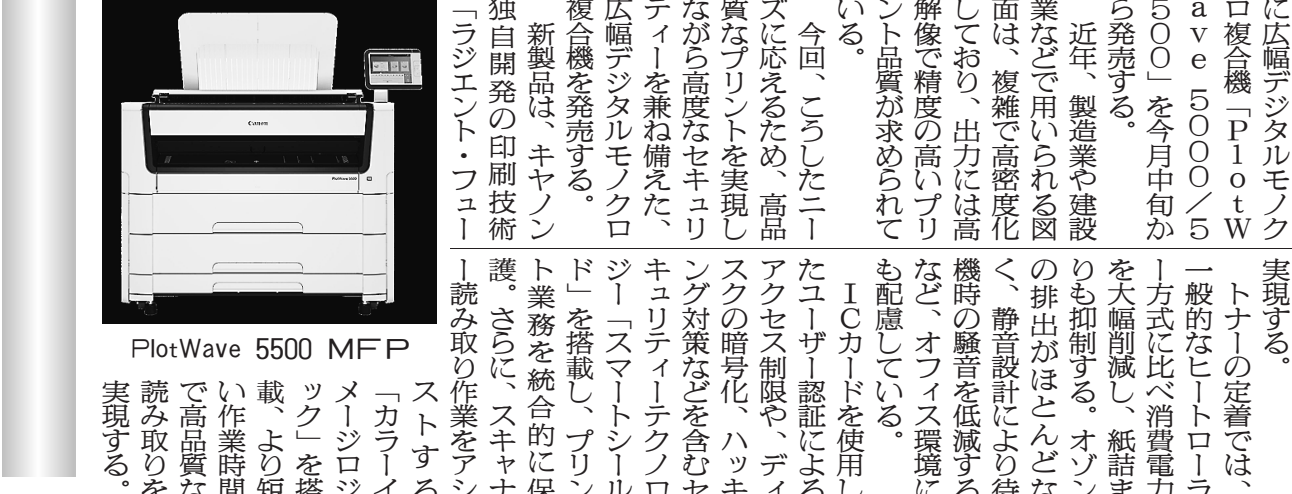 に広幅デジタルモノク
ロ複合機「PlotW
ave 5000/5
500」を今月中旬か
ら発売する。
近年、製造業や建設
業などで用いられる図
面は、複雑で高密度化
しており、出力には高
解像で精度の高いプリ
ント品質が求められて
いる。
今回、こうしたニー
ズに応えるため、高品
質なプリントを実現し
ながら高度なセキュリ
ティーを兼ね備えた、
広幅デジタルモノクロ
複合機を発売する。
新製品は、キヤノン
独自開発の印刷技術
「ラジエント・フュー
実現する。
トナーの定着では、
一般的なヒートローラ
ー方式に比べ消費電力
を大幅削減し、紙詰ま
りも抑制する。オゾン
の排出がほとんどな
く、静音設計により待
機時の騒音を低減する
など、オフィス環境に
も配慮している。
ICカードを使用し
たユーザー認証による
アクセス制限や、ディ
スクの暗号化、ハッキ
ング対策などを含むセ
キュリティーテクノロ
ジー「スマートシール
ド」を搭載し、プリン
ト業務を統合的に保
護。さらに、スキャナ
ー読み取り作業をアシ
ストする
「カラーイ
メージロジ
ック」を搭
載、より短
い作業時間
で高品質な
読み取りを
実現する。
Canon
PlotWave 5500
PlotWave 5500 MFP